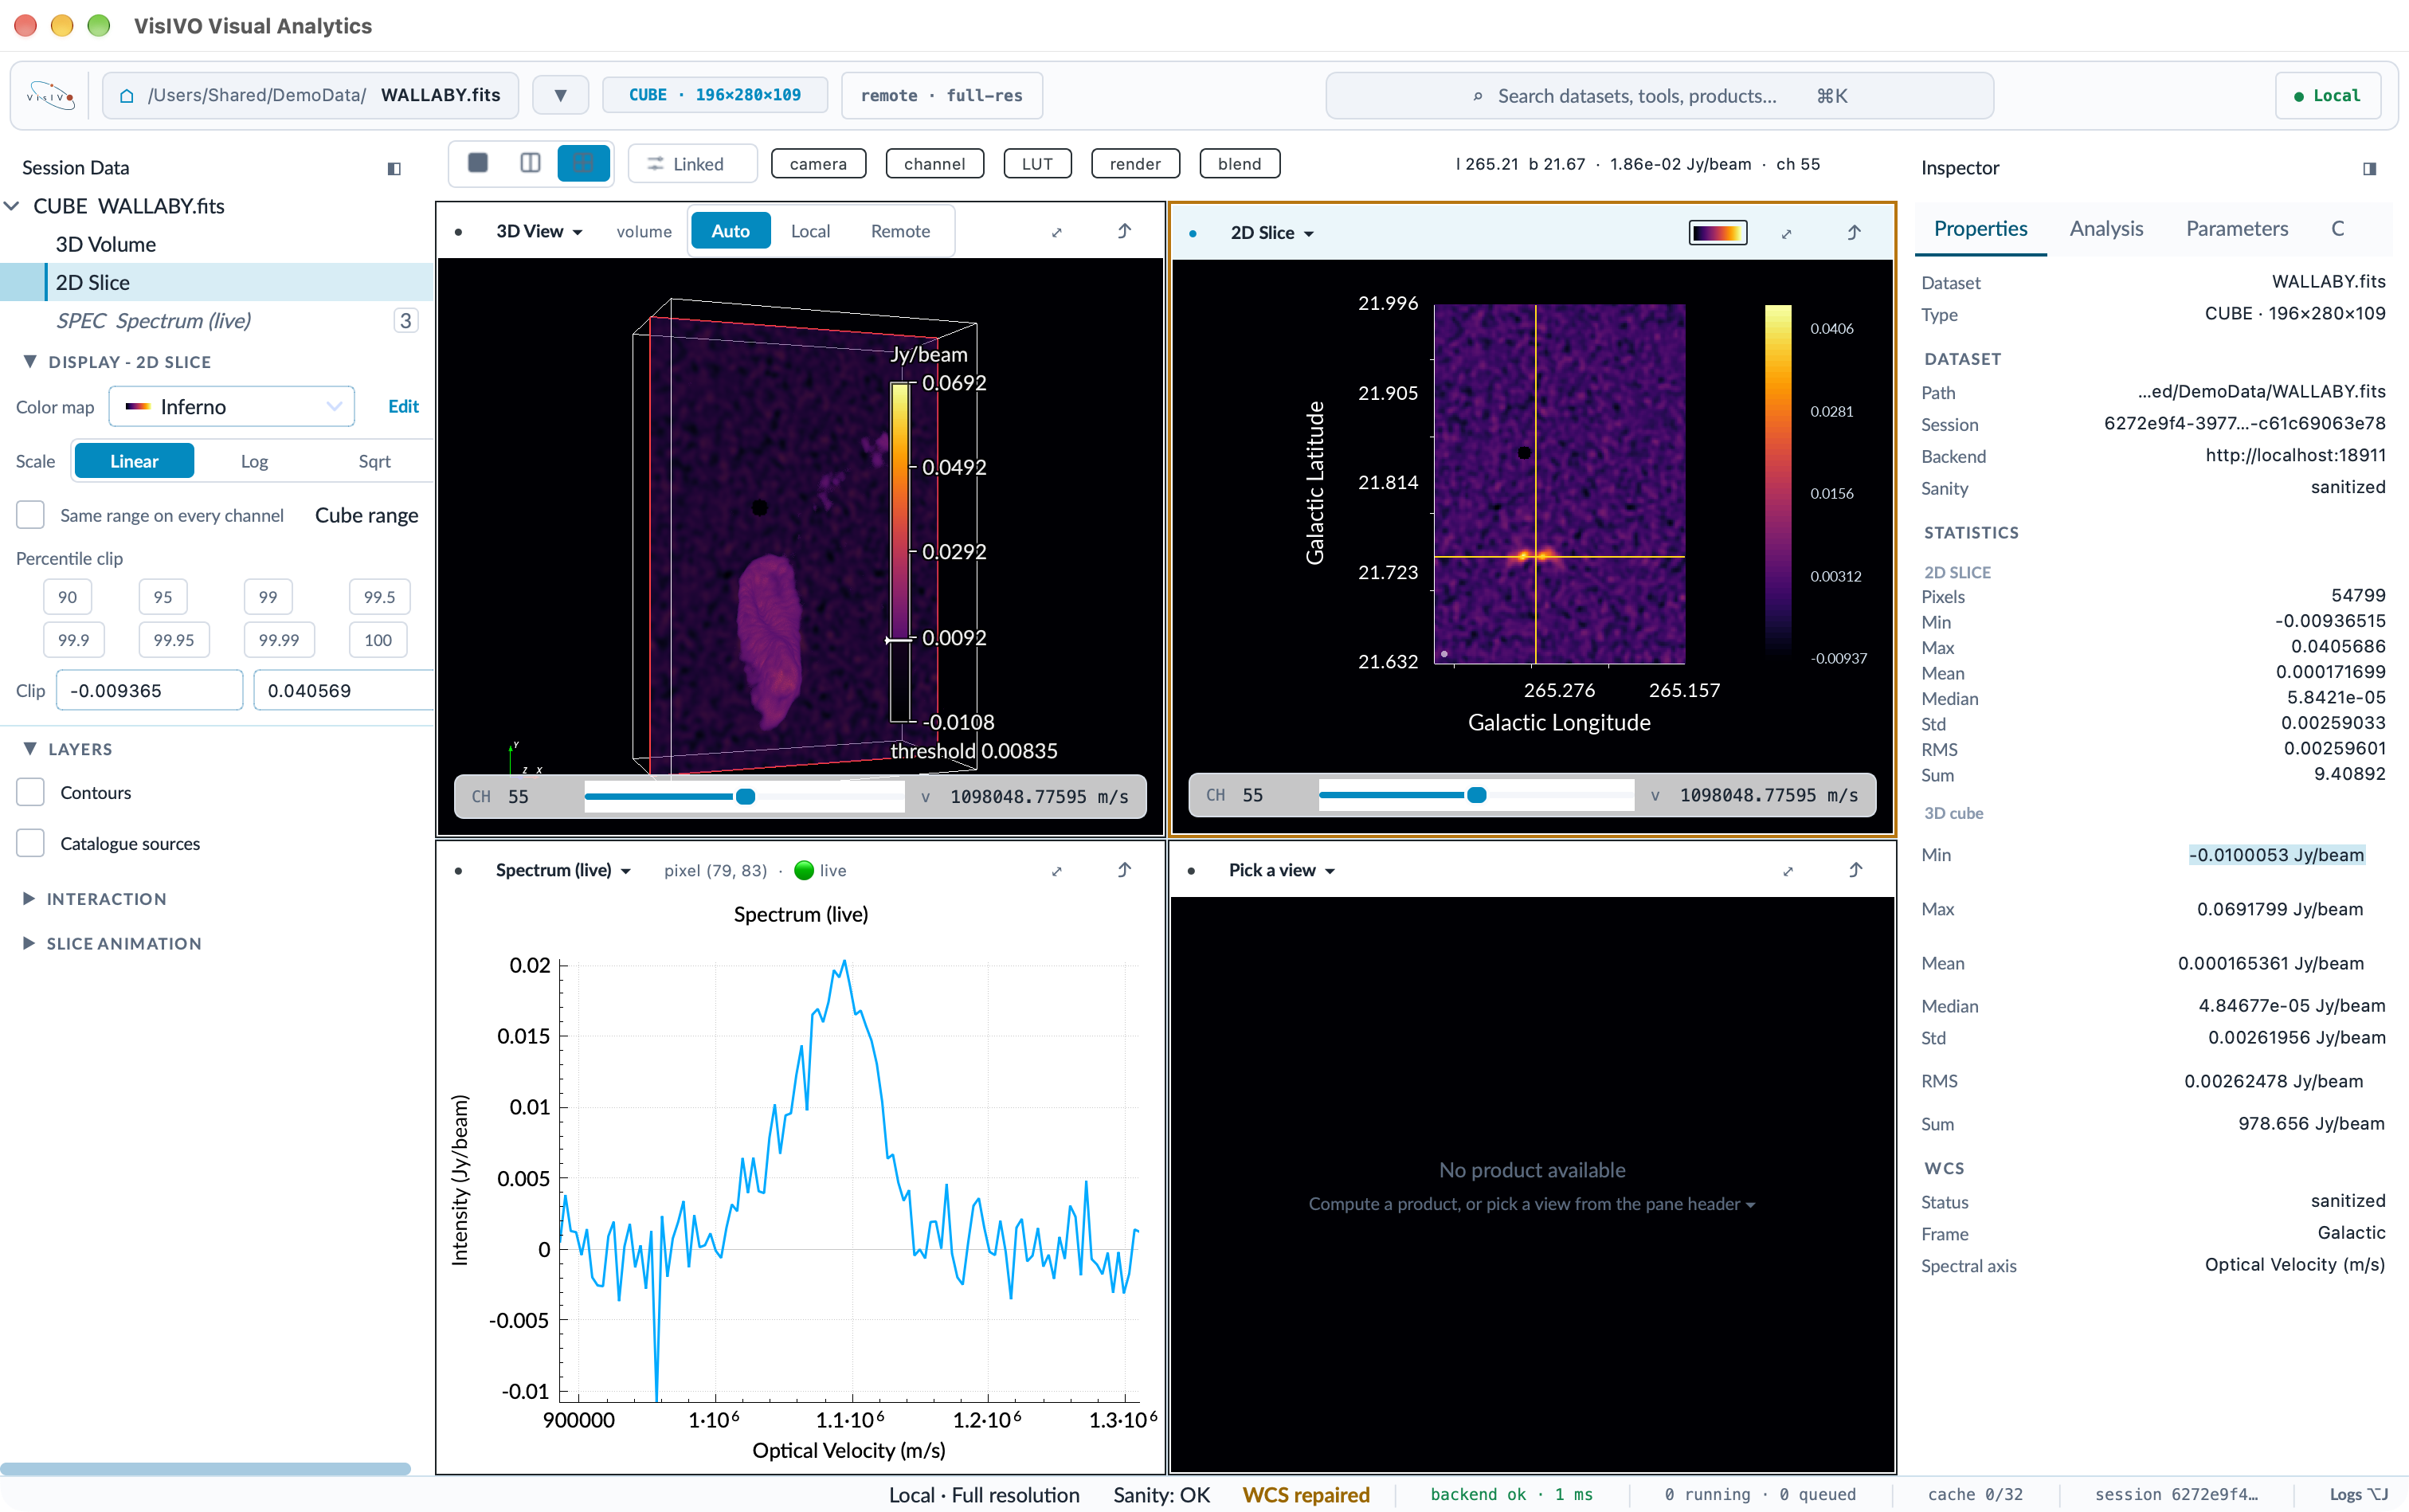 VisIVO Visual Analytics
VisIVO
/Users/Shared/DemoData/ WALLABY.fits
▼
CUBE · 196×280×109
remote · full-res
Search datasets, tools, products... ⌘K
● Local
Session Data
CUBE WALLABY.fits
3D Volume
2D Slice
SPEC Spectrum (live) 3
▼ DISPLAY - 2D SLICE
Color map Inferno Edit
Scale Linear Log Sqrt
Same range on every channel Cube range
Percentile clip
90 95 99 99.5
99.9 99.95 99.99 100
Clip -0.009365 0.040569
▼ LAYERS
Contours
Catalogue sources
▶ INTERACTION
▶ SLICE ANIMATION
Linked camera channel LUT render blend
l 265.21 b 21.67 · 1.86e-02 Jy/beam · ch 55
3D View ▾ volume Auto Local Remote
Jy/beam
0.0692
0.0492
0.0292
0.0092
-0.0108
threshold 0.00835
Y
Z X
CH 55 v 1098048.77595 m/s
2D Slice ▾
21.996
21.905
21.814
21.723
21.632
Galactic Latitude
265.276 265.157
Galactic Longitude
0.0406
0.0281
0.0156
0.00312
-0.00937
CH 55 v 1098048.77595 m/s
Spectrum (live) ▾ pixel (79, 83) · live
Spectrum (live)
0.02
0.015
0.01
0.005
0
-0.005
-0.01
Intensity (Jy/beam)
900000 1·10⁶ 1.1·10⁶ 1.2·10⁶ 1.3·10⁶
Optical Velocity (m/s)
Pick a view ▾
No product available
Compute a product, or pick a view from the pane header ▾
Inspector
Properties Analysis Parameters C
Dataset WALLABY.fits
Type CUBE · 196×280×109
DATASET
Path ...ed/DemoData/WALLABY.fits
Session 6272e9f4-3977...-c61c69063e78
Backend http://localhost:18911
Sanity sanitized
STATISTICS
2D SLICE
Pixels 54799
Min -0.00936515
Max 0.0405686
Mean 0.000171699
Median 5.8421e-05
Std 0.00259033
RMS 0.00259601
Sum 9.40892
3D cube
Min -0.0100053 Jy/beam
Max 0.0691799 Jy/beam
Mean 0.000165361 Jy/beam
Median 4.84677e-05 Jy/beam
Std 0.00261956 Jy/beam
RMS 0.00262478 Jy/beam
Sum 978.656 Jy/beam
WCS
Status sanitized
Frame Galactic
Spectral axis Optical Velocity (m/s)
Local · Full resolution Sanity: OK WCS repaired backend ok · 1 ms 0 running · 0 queued cache 0/32 session 6272e9f4... Logs ⌥J